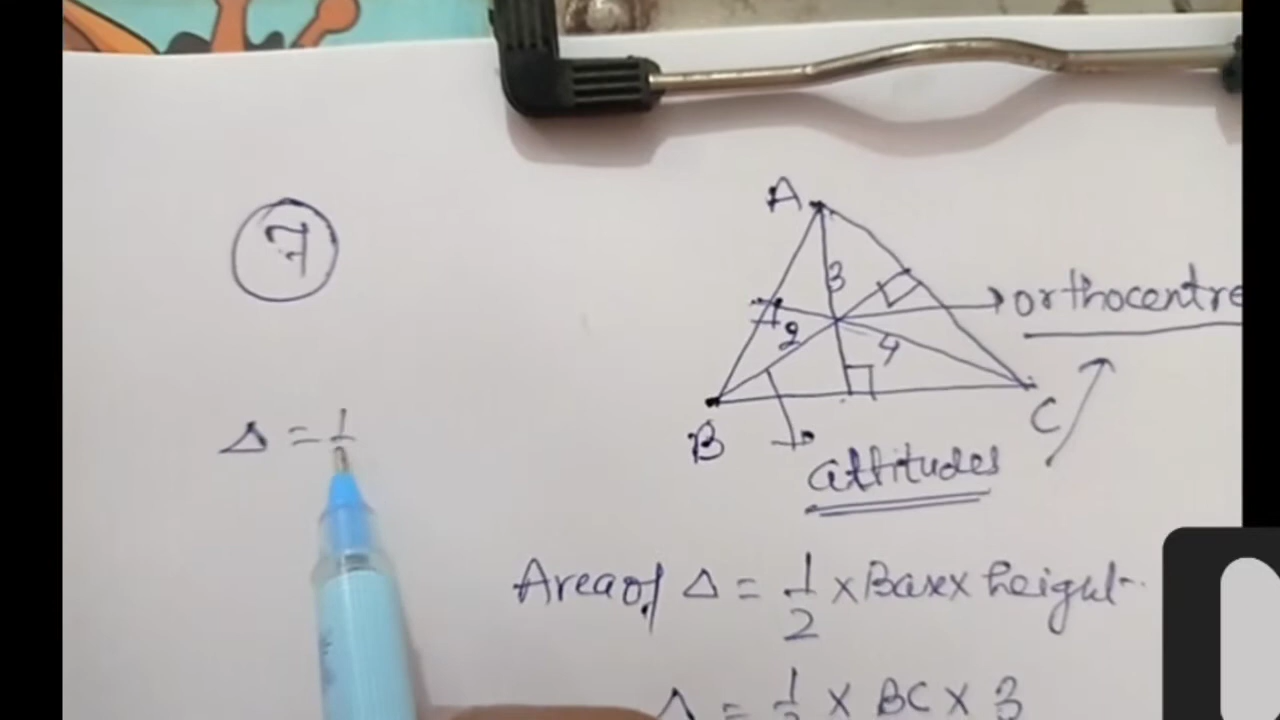 7
A
3
orthocentre
2
4
B
C
altitudes
Δ = 1
Area of Δ = 1/2 × Base × height
Δ = 1/2 × BC × 3